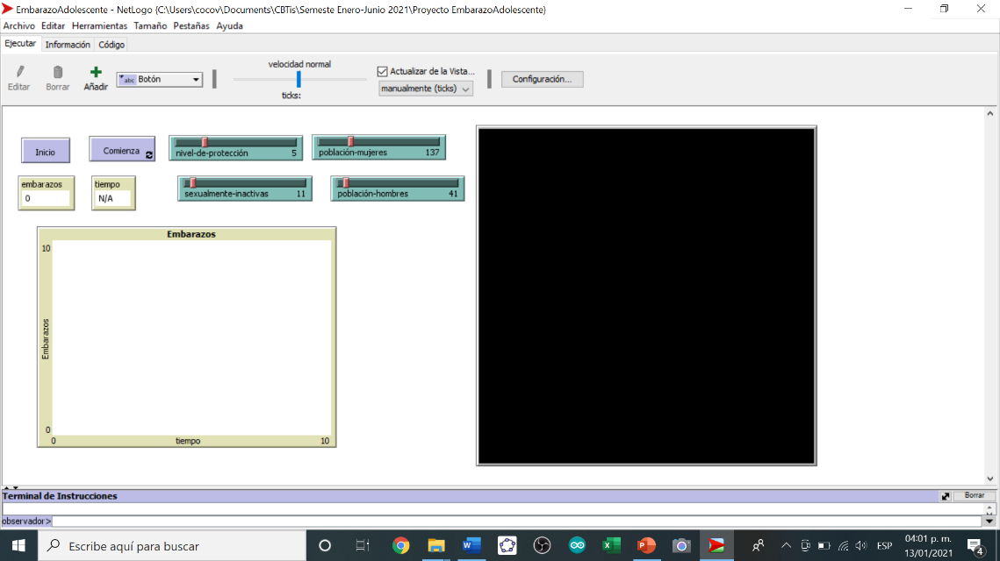 EmbarazoAdolescente - NetLogo {C:\Users\cocov\Documents\CBTis\Semeste Enero-Junio 2021\Proyecto EmbarazoAdolescente}
Archivo Editar Herramientas Tamaño Pestañas Ayuda
Ejecutar Información Código
velocidad normal
Actualizar de la Vista...
Editar Borrar Añadir abc Botón
ticks:
manualmente (ticks)
Configuración...
Inicio
Comienza
nivel-de-protección 5
población-mujeres 137
embarazos
0
tiempo
N/A
sexualmente-inactivas 11
población-hombres 41
Embarazos
10
Embarazos
0
0 tiempo 10
Terminal de Instrucciones
Borrar
observador>
Escribe aquí para buscar
ESP
04:01 p. m.
13/01/2021
4